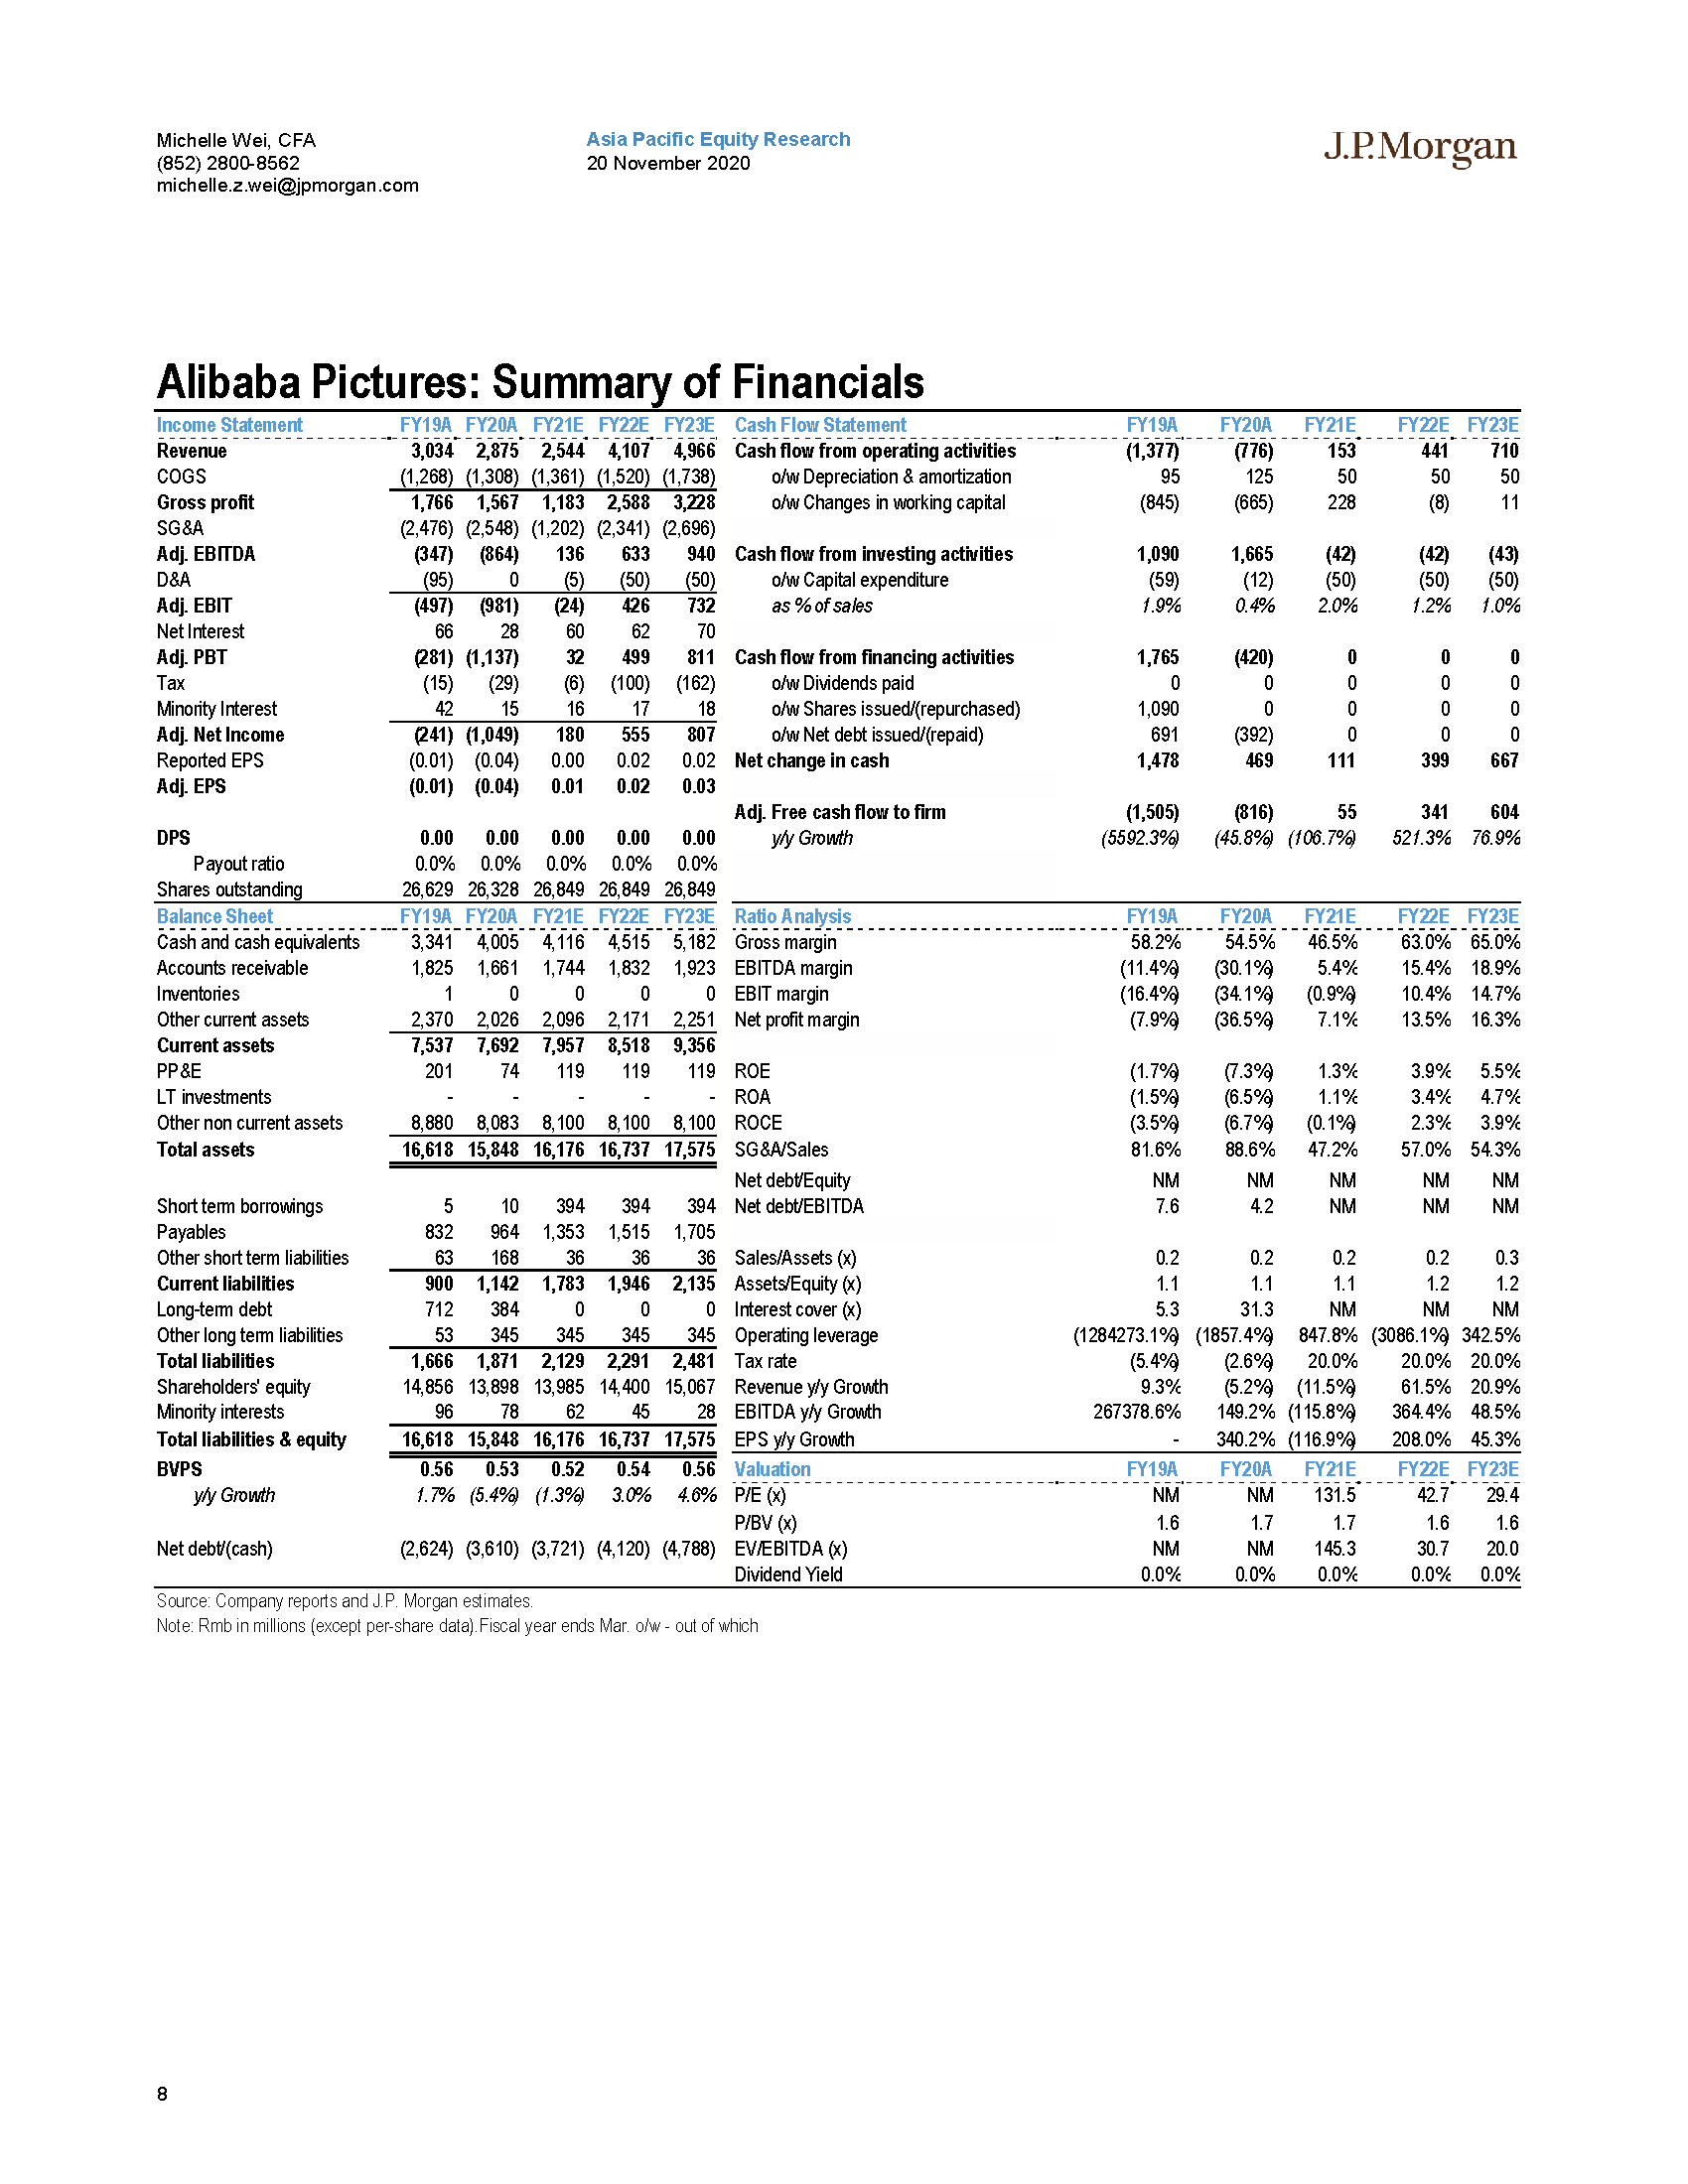 Michelle Wei, CFA
(852) 2800-8562
michelle.z.wei@jpmorgan.com
Asia Pacific Equity Research
20 November 2020
J.P.Morgan
Alibaba Pictures: Summary of Financials
Income Statement FY19A FY20A FY21E FY22E FY23E
Revenue 3,034 2,875 2,544 4,107 4,966
COGS (1,268) (1,308) (1,361) (1,520) (1,738)
Gross profit 1,766 1,567 1,183 2,588 3,228
SG&A (2,476) (2,548) (1,202) (2,341) (2,696)
Adj. EBITDA (347) (864) 136 633 940
D&A (95) 0 (5) (50) (50)
Adj. EBIT (497) (981) (24) 426 732
Net Interest 66 28 60 62 70
Adj. PBT (281) (1,137) 32 499 811
Tax (15) (29) (6) (100) (162)
Minority Interest 42 15 16 17 18
Adj. Net Income (241) (1,049) 180 555 807
Reported EPS (0.01) (0.04) 0.00 0.02 0.02
Adj. EPS (0.01) (0.04) 0.01 0.02 0.03
DPS 0.00 0.00 0.00 0.00 0.00
Payout ratio 0.0% 0.0% 0.0% 0.0% 0.0%
Shares outstanding 26,629 26,328 26,849 26,849 26,849
Cash Flow Statement FY19A FY20A FY21E FY22E FY23E
Cash flow from operating activities (1,377) (776) 153 441 710
o/w Depreciation & amortization 95 125 50 50 50
o/w Changes in working capital (845) (665) 228 (8) 11
Cash flow from investing activities 1,090 1,665 (42) (42) (43)
o/w Capital expenditure (59) (12) (50) (50) (50)
as % of sales 1.9% 0.4% 2.0% 1.2% 1.0%
Cash flow from financing activities 1,765 (420) 0 0 0
o/w Dividends paid 0 0 0 0 0
o/w Shares issued/(repurchased) 1,090 0 0 0 0
o/w Net debt issued/(repaid) 691 (392) 0 0 0
Net change in cash 1,478 469 111 399 667
Adj. Free cash flow to firm (1,505) (816) 55 341 604
y/y Growth (5592.3%) (45.8%) (106.7%) 521.3% 76.9%
Balance Sheet FY19A FY20A FY21E FY22E FY23E
Cash and cash equivalents 3,341 4,005 4,116 4,515 5,182
Accounts receivable 1,825 1,661 1,744 1,832 1,923
Inventories 1 0 0 0 0
Other current assets 2,370 2,026 2,096 2,171 2,251
Current assets 7,537 7,692 7,957 8,518 9,356
PP&E 201 74 119 119 119
LT investments - - - - -
Other non current assets 8,880 8,083 8,100 8,100 8,100
Total assets 16,618 15,848 16,176 16,737 17,575
Short term borrowings 5 10 394 394 394
Payables 832 964 1,353 1,515 1,705
Other short term liabilities 63 168 36 36 36
Current liabilities 900 1,142 1,783 1,946 2,135
Long-term debt 712 384 0 0 0
Other long term liabilities 53 345 345 345 345
Total liabilities 1,666 1,871 2,129 2,291 2,481
Shareholders' equity 14,856 13,898 13,985 14,400 15,067
Minority interests 96 78 62 45 28
Total liabilities & equity 16,618 15,848 16,176 16,737 17,575
BVPS 0.56 0.53 0.52 0.54 0.56
y/y Growth 1.7% (5.4%) (1.3%) 3.0% 4.6%
Net debt/(cash) (2,624) (3,610) (3,721) (4,120) (4,788)
Ratio Analysis FY19A FY20A FY21E FY22E FY23E
Gross margin 58.2% 54.5% 46.5% 63.0% 65.0%
EBITDA margin (11.4%) (30.1%) 5.4% 15.4% 18.9%
EBIT margin (16.4%) (34.1%) (0.9%) 10.4% 14.7%
Net profit margin (7.9%) (36.5%) 7.1% 13.5% 16.3%
ROE (1.7%) (7.3%) 1.3% 3.9% 5.5%
ROA (1.5%) (6.5%) 1.1% 3.4% 4.7%
ROCE (3.5%) (6.7%) (0.1%) 2.3% 3.9%
SG&A/Sales 81.6% 88.6% 47.2% 57.0% 54.3%
Net debt/Equity NM NM NM NM NM
Net debt/EBITDA 7.6 4.2 NM NM NM
Sales/Assets (x) 0.2 0.2 0.2 0.2 0.3
Assets/Equity (x) 1.1 1.1 1.1 1.2 1.2
Interest cover (x) 5.3 31.3 NM NM NM
Operating leverage (1284273.1%) (1857.4%) 847.8% (3086.1%) 342.5%
Tax rate (5.4%) (2.6%) 20.0% 20.0% 20.0%
Revenue y/y Growth 9.3% (5.2%) (11.5%) 61.5% 20.9%
EBITDA y/y Growth 267378.6% 149.2% (115.8%) 364.4% 48.5%
EPS y/y Growth - 340.2% (116.9%) 208.0% 45.3%
Valuation FY19A FY20A FY21E FY22E FY23E
P/E (x) NM NM 131.5 42.7 29.4
P/BV (x) 1.6 1.7 1.7 1.6 1.6
EV/EBITDA (x) NM NM 145.3 30.7 20.0
Dividend Yield 0.0% 0.0% 0.0% 0.0% 0.0%
Source: Company reports and J.P. Morgan estimates.
Note: Rmb in millions (except per-share data).Fiscal year ends Mar. o/w - out of which
8